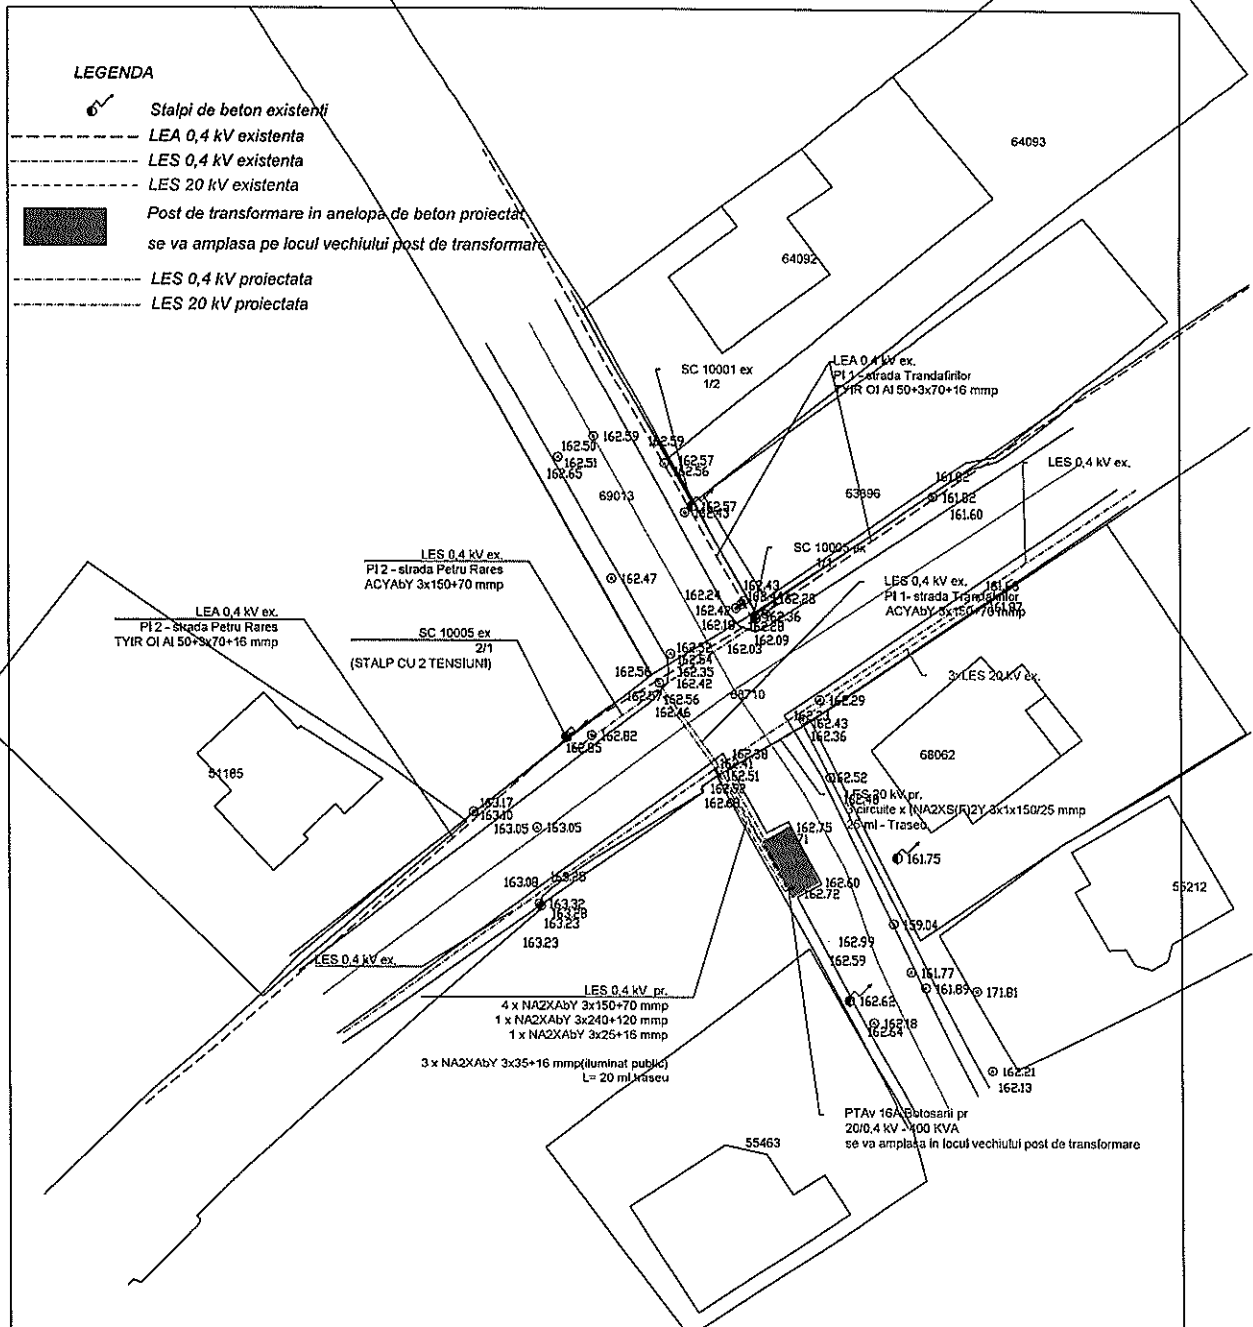 LEGENDA
Stalpi de beton existenti
LEA 0,4 kV existenta
LES 0,4 kV existenta
LES 20 kV existenta
Post de transformare in anelopa de beton proiectat
se va amplasa pe locul vechiului post de transformare
LES 0,4 kV proiectata
LES 20 kV proiectata
64093
64092
SC 10001 ex
1/2
LEA 0,4 kV ex.
PI 1 - strada Trandafirilor
TYIR Ol Al 50+3x70+16 mmp
162.59
162.59
162.50
162.51
162.65
162.57
162.56
69013
162.57
162.43
63896
161.82
161.82
161.60
LES 0,4 kV ex.
SC 10005 ex
1/1
LES 0,4 kV ex.
PI 2 - strada Petru Rares
ACYAbY 3x150+70 mmp
162.47
162.43
162.24
162.28
162.42
162.36
162.18
162.28
162.09
162.03
LES 0,4 kV ex.
PI 1- strada Trandafirilor
ACYAbY 3x150+70 mmp
161.87
LEA 0,4 kV ex.
PI 2 - strada Petru Rares
TYIR Ol Al 50+3x70+16 mmp
SC 10005 ex
2/1
(STALP CU 2 TENSIUNI)
162.52
162.54
162.35
162.56
162.42
162.57
162.56
162.46
68710
3xLES 20 kV ex.
162.29
162.43
162.36
162.82
162.85
68062
51185
162.38
162.41
162.51
162.52
LES 20 kV pr.
3 circuite x (NA2XS(F)2Y 3x1x150/25 mmp
25 ml - Traseu
163.17
163.10
163.05
163.05
162.75
161.75
162.60
162.72
55212
163.08
163.32
163.28
163.23
163.23
159.04
162.99
162.59
LES 0,4 kV ex.
161.77
161.89
171.81
LES 0,4 kV pr.
4 x NA2XAbY 3x150+70 mmp
1 x NA2XAbY 3x240+120 mmp
1 x NA2XAbY 3x25+16 mmp
3 x NA2XAbY 3x35+16 mmp(iluminat public)
L= 20 ml traseu
162.62
162.18
162.64
162.21
162.13
PTAv 16A Botosani pr
20/0,4 kV - 400 KVA
se va amplasa in locul vechiului post de transformare
55463